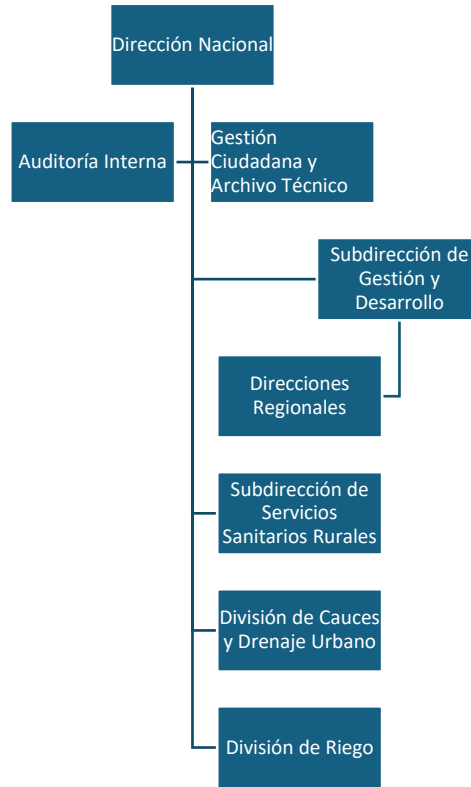 Dirección Nacional
Auditoría Interna
Gestión
Ciudadana y
Archivo Técnico
Subdirección de
Gestión y
Desarrollo
Direcciones
Regionales
Subdirección de
Servicios
Sanitarios Rurales
División de Cauces
y Drenaje Urbano
División de Riego